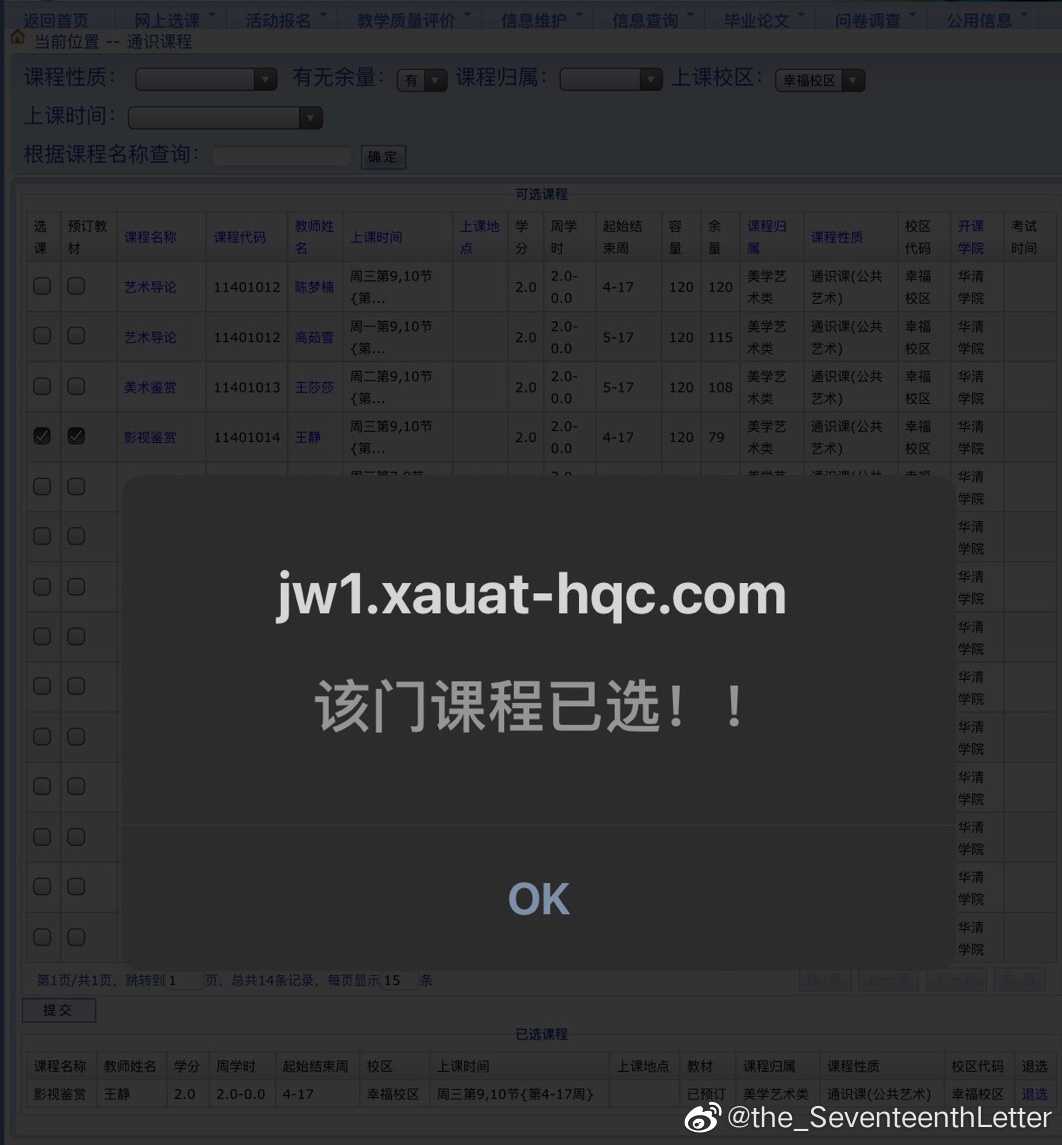 返回首页 网上选课 活动报名 教学质量评价 信息维护 信息查询 毕业论文 问卷调查 公用信息
当前位置 -- 通识课程
课程性质： 有无余量： 有 课程归属： 上课校区： 幸福校区
上课时间：
根据课程名称查询： 确 定
可选课程
选课 预订教材 课程名称 课程代码 教师姓名 上课时间 上课地点 学分 周学时 起始结束周 容量 余量 课程归属 课程性质 校区代码 开课学院 考试时间
艺术导论 11401012 陈梦楠 周三第9,10节{第... 2.0 2.0-0.0 4-17 120 120 美学艺术类 通识课(公共艺术) 幸福校区 华清学院
艺术导论 11401012 高茹雪 周一第9,10节{第... 2.0 2.0-0.0 5-17 120 115 美学艺术类 通识课(公共艺术) 幸福校区 华清学院
美术鉴赏 11401013 王莎莎 周二第9,10节{第... 2.0 2.0-0.0 5-17 120 108 美学艺术类 通识课(公共艺术) 幸福校区 华清学院
影视鉴赏 11401014 王静 周三第9,10节{第... 2.0 2.0-0.0 4-17 120 79 美学艺术类 通识课(公共艺术) 幸福校区 华清学院
华清学院
华清学院
华清学院
华清学院
华清学院
华清学院
华清学院
华清学院
华清学院
华清学院
jw1.xauat-hqc.com
该门课程已选！！
OK
第1页/共1页，跳转到 1 页，总共14条记录，每页显示 15 条
提 交
已选课程
课程名称 教师姓名 学分 周学时 起始结束周 校区 上课时间 上课地点 教材 课程归属 课程性质 校区代码 退选
影视鉴赏 王静 2.0 2.0-0.0 4-17 幸福校区 周三第9,10节{第4-17周} 已预订 美学艺术类 通识课(公共艺术) 幸福校区 退选
@the_SeventeenthLetter